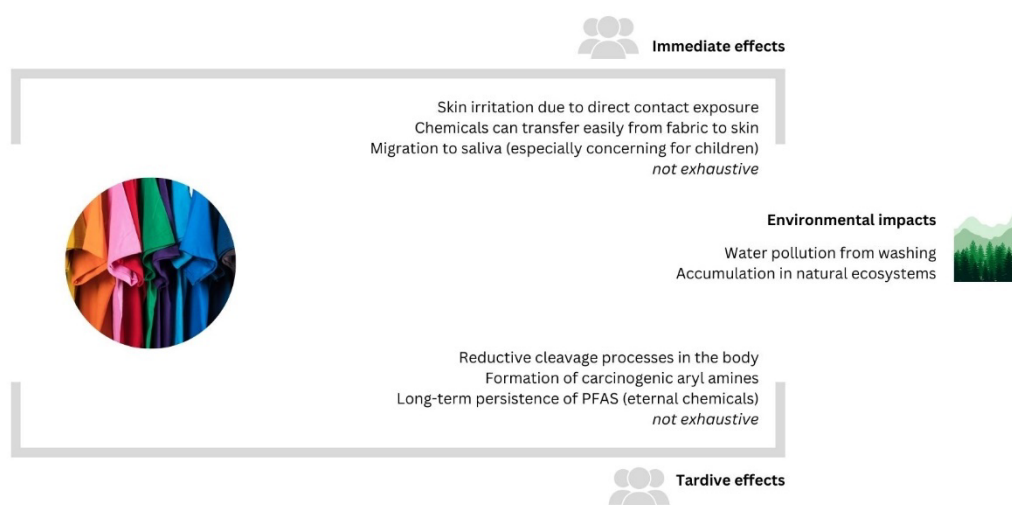 Immediate effects
Skin irritation due to direct contact exposure
Chemicals can transfer easily from fabric to skin
Migration to saliva (especially concerning for children)
not exhaustive
Environmental impacts
Water pollution from washing
Accumulation in natural ecosystems
Reductive cleavage processes in the body
Formation of carcinogenic aryl amines
Long-term persistence of PFAS (eternal chemicals)
not exhaustive
Tardive effects